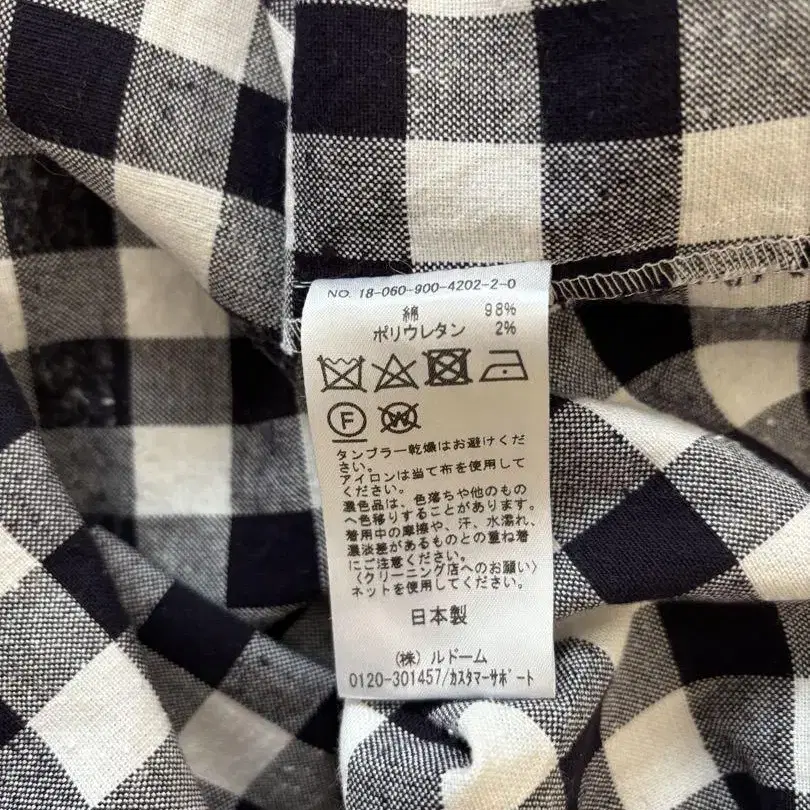 NO. 18-060-900-4202-2-0
綿 98%
ポリウレタン 2%
F
W
タンブラー乾燥はお避けくだ
さい。
アイロンは当て布を使用して
ください。
濃色品は、色落ちや他のもの
へ色移りすることがあります。
着用中の摩擦や、汗、水濡れ、
濃淡差があるものとの重ね着
にご注意ください。
〈クリーニング店へのお願い〉
ネットを使用してください。
日本製
(株) ルドーム
0120-301457/カスタマーサポート